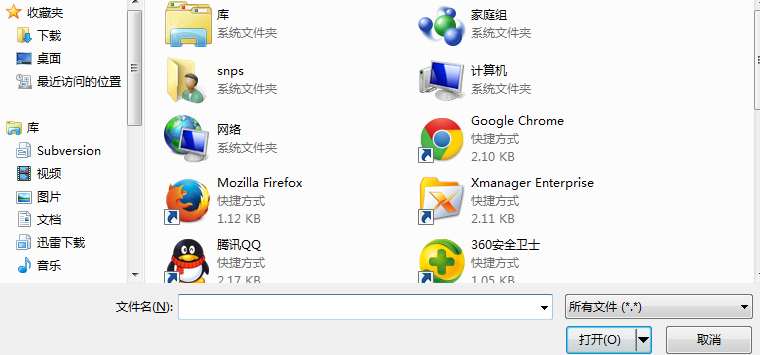 收藏夹
下载
桌面
最近访问的位置
库
Subversion
视频
图片
文档
迅雷下载
音乐
库
系统文件夹
家庭组
系统文件夹
snps
系统文件夹
计算机
系统文件夹
网络
系统文件夹
Google Chrome
快捷方式
2.10 KB
Mozilla Firefox
快捷方式
1.12 KB
Xmanager Enterprise
快捷方式
2.11 KB
腾讯QQ
快捷方式
2.17 KB
360安全卫士
快捷方式
1.05 KB
文件名(N):
所有文件 (*.*)
打开(O)
取消